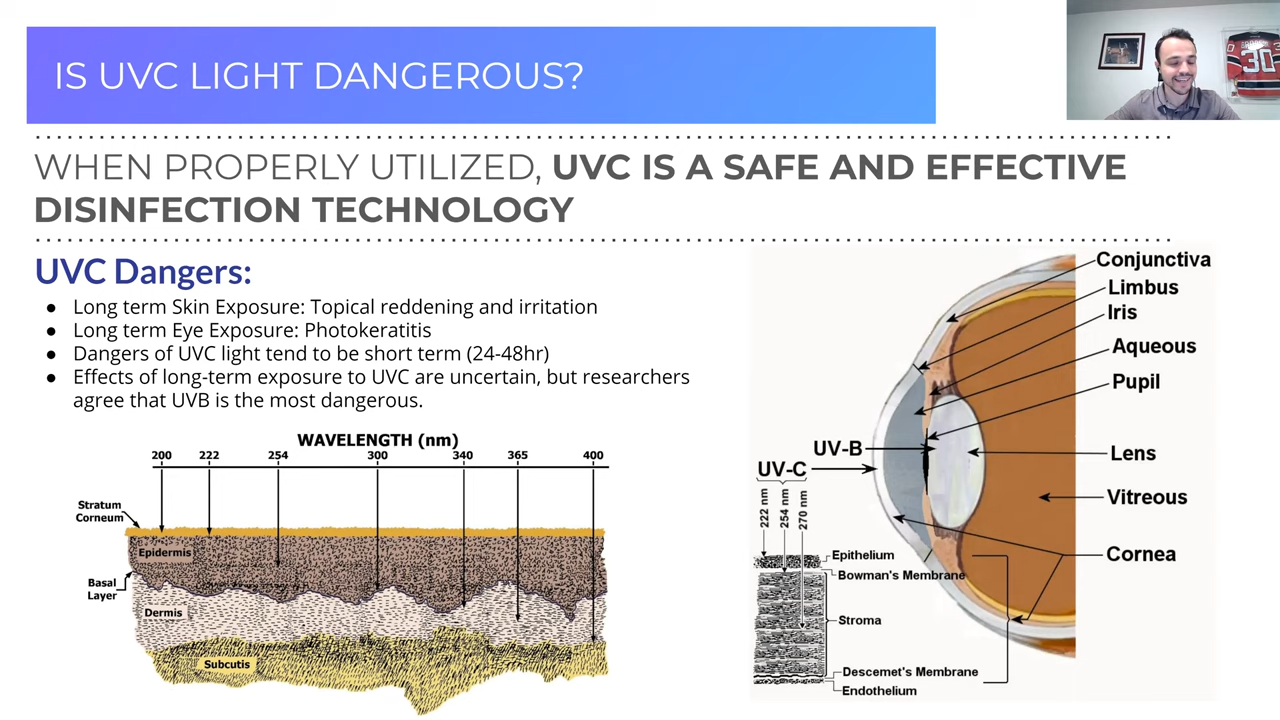 IS UVC LIGHT DANGEROUS?
30
WHEN PROPERLY UTILIZED, UVC IS A SAFE AND EFFECTIVE
DISINFECTION TECHNOLOGY
UVC Dangers:
● Long term Skin Exposure: Topical reddening and irritation
● Long term Eye Exposure: Photokeratitis
● Dangers of UVC light tend to be short term (24-48hr)
● Effects of long-term exposure to UVC are uncertain, but researchers
agree that UVB is the most dangerous.
WAVELENGTH (nm)
200 222 254 300 340 365 400
Stratum
Corneum
Epidermis
Basal
Layer
Dermis
Subcutis
Conjunctiva
Limbus
Iris
Aqueous
Pupil
UV-B
Lens
UV-C
Vitreous
222 nm
254 nm
270 nm
Cornea
Epithelium
Bowman's Membrane
Stroma
Descemet's Membrane
Endothelium